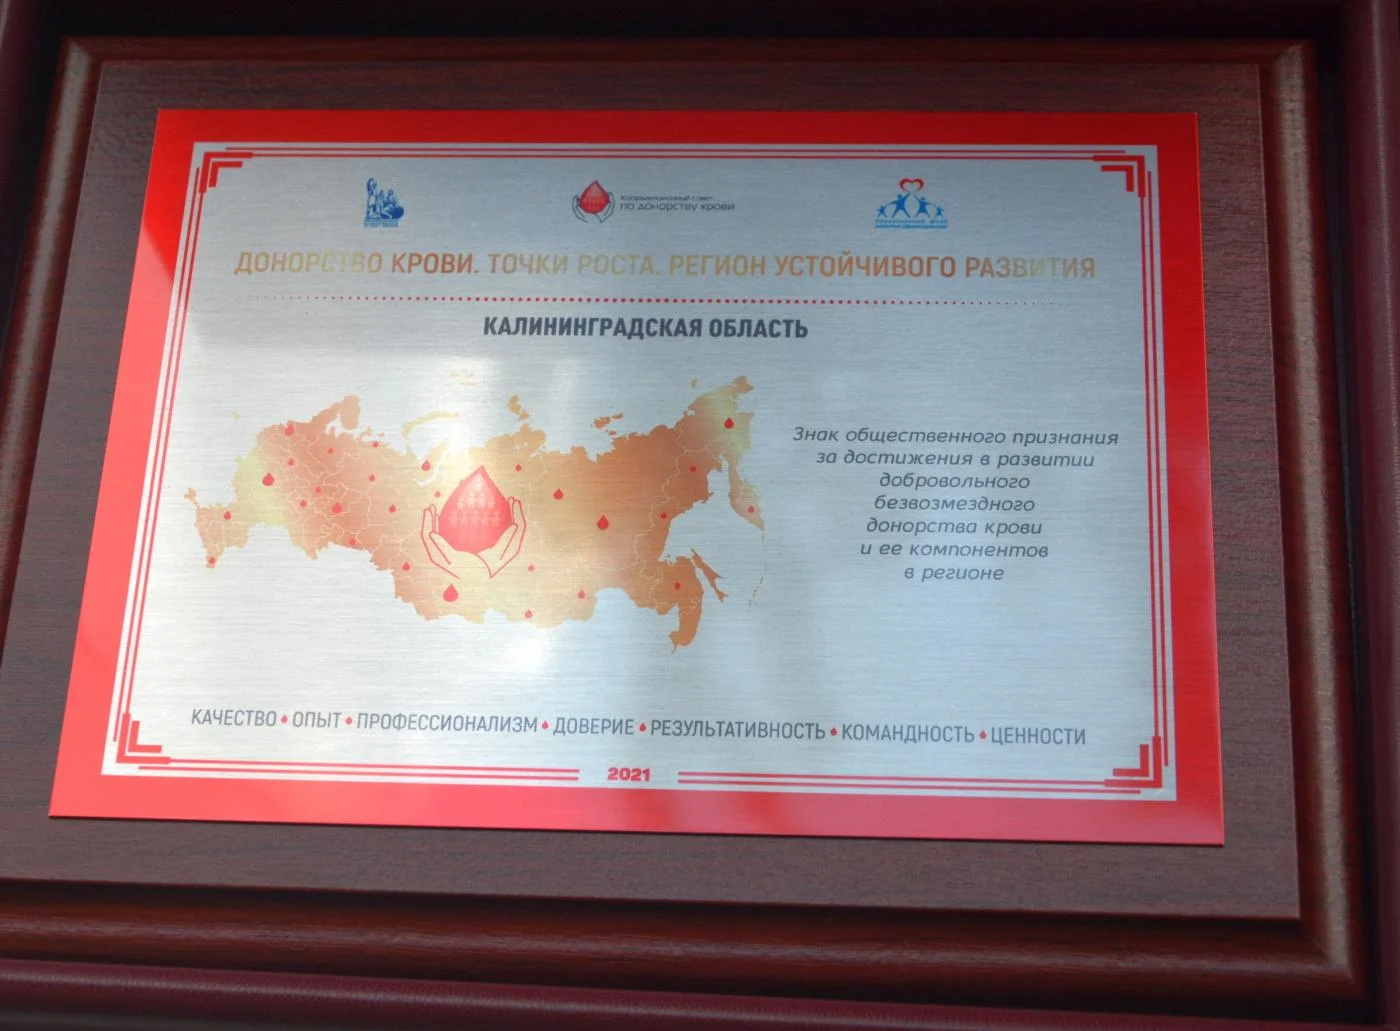 Координационный совет
по донорству крови
ДОНОРСТВО КРОВИ. ТОЧКИ РОСТА. РЕГИОН УСТОЙЧИВОГО РАЗВИТИЯ
КАЛИНИНГРАДСКАЯ ОБЛАСТЬ
Знак общественного признания
за достижения в развитии
добровольного
безвозмездного
донорства крови
и ее компонентов
в регионе
КАЧЕСТВО • ОПЫТ • ПРОФЕССИОНАЛИЗМ • ДОВЕРИЕ • РЕЗУЛЬТАТИВНОСТЬ • КОМАНДНОСТЬ • ЦЕННОСТИ
2021